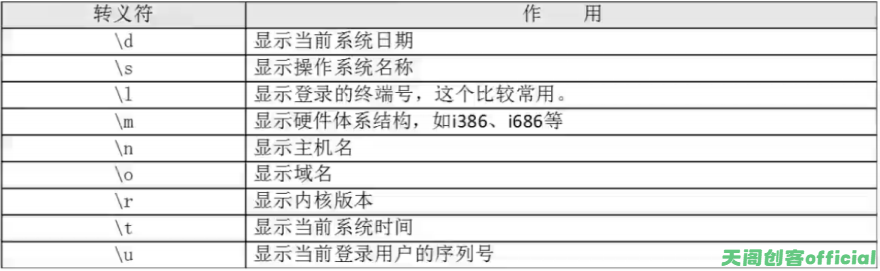 转义符 作 用
\d 显示当前系统日期
\s 显示操作系统名称
\l 显示登录的终端号，这个比较常用。
\m 显示硬件体系结构，如i386、i686等
\n 显示主机名
\o 显示域名
\r 显示内核版本
\t 显示当前系统时间
\u 显示当前登录用户的序列号
天阁创客official